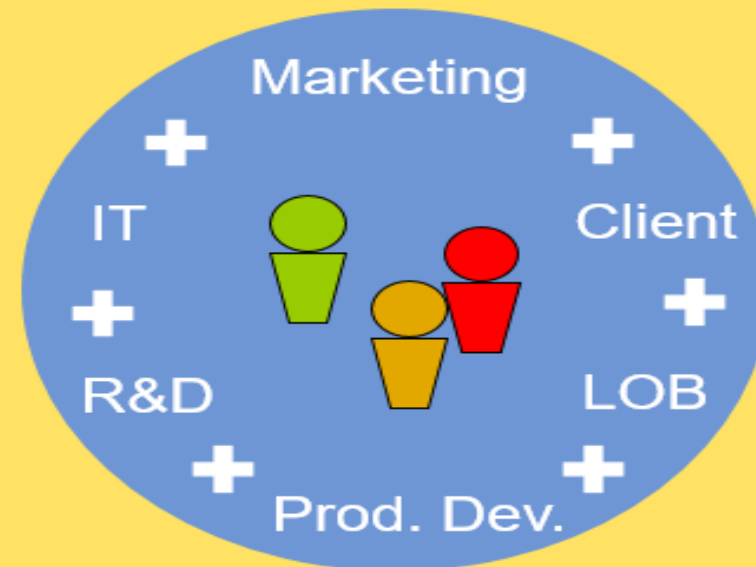 Marketing
IT
Client
R&D
LOB
Prod. Dev.